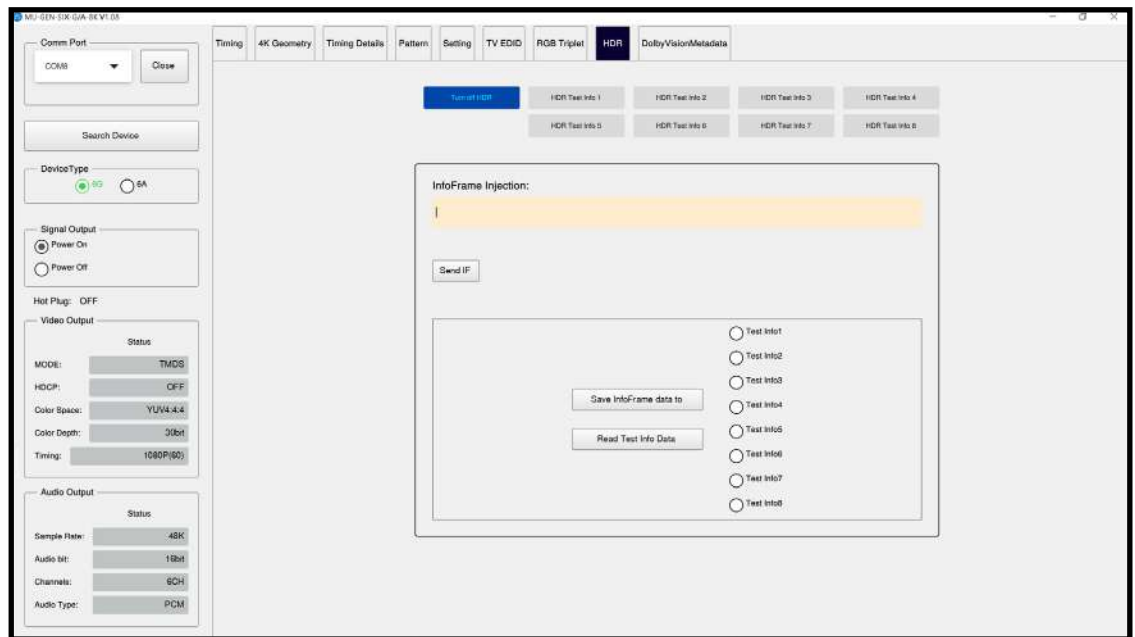 MU-GEN-SIX-G/A-8K V1.08
Comm Port
COM8
Close
Search Device
DeviceType
6G
6A
Signal Output
Power On
Power Off
Hot Plug: OFF
Video Output
Status
MODE: TMDS
HDCP: OFF
Color Space: YUV4:4:4
Color Depth: 30bit
Timing: 1080P(60)
Audio Output
Status
Sample Rate: 48K
Audio bit: 16bit
Channels: 6CH
Audio Type: PCM
Timing
4K Geometry
Timing Details
Pattern
Setting
TV EDID
RGB Triplet
HDR
DolbyVisionMetadata
Turn off HDR
HDR Test Info 1
HDR Test Info 2
HDR Test Info 3
HDR Test Info 4
HDR Test Info 5
HDR Test Info 6
HDR Test Info 7
HDR Test Info 8
InfoFrame Injection:
Send IF
Save InfoFrame data to
Read Test Info Data
Test Info1
Test Info2
Test Info3
Test Info4
Test Info5
Test Info6
Test Info7
Test Info8